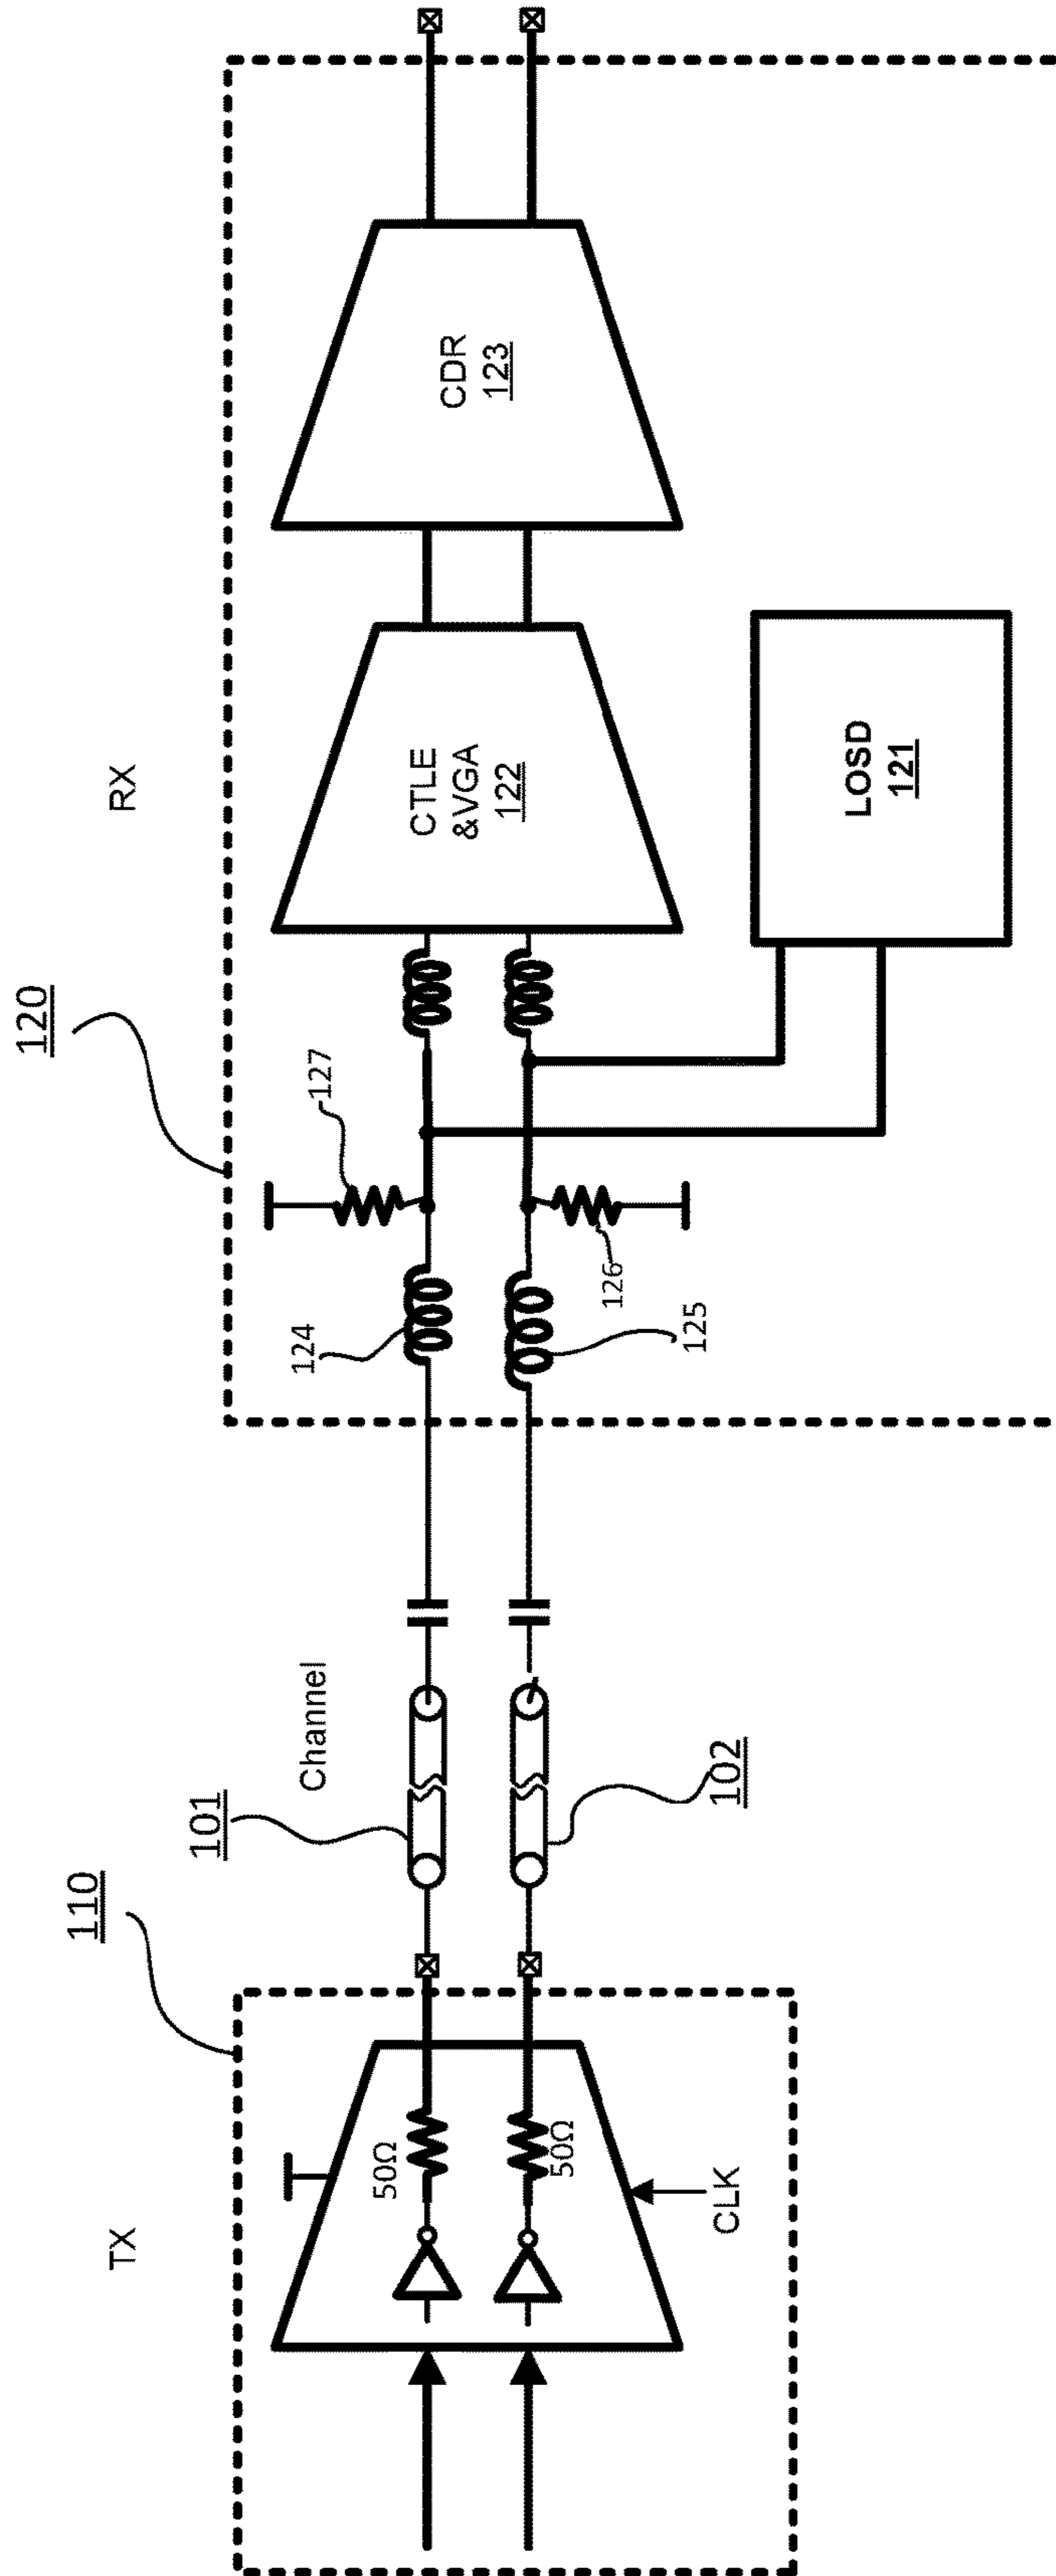 TX
RX
110
120
101
Channel
102
50Ω
50Ω
CLK
124
125
127
126
CTLE
&VGA
122
CDR
123
LOSD
121